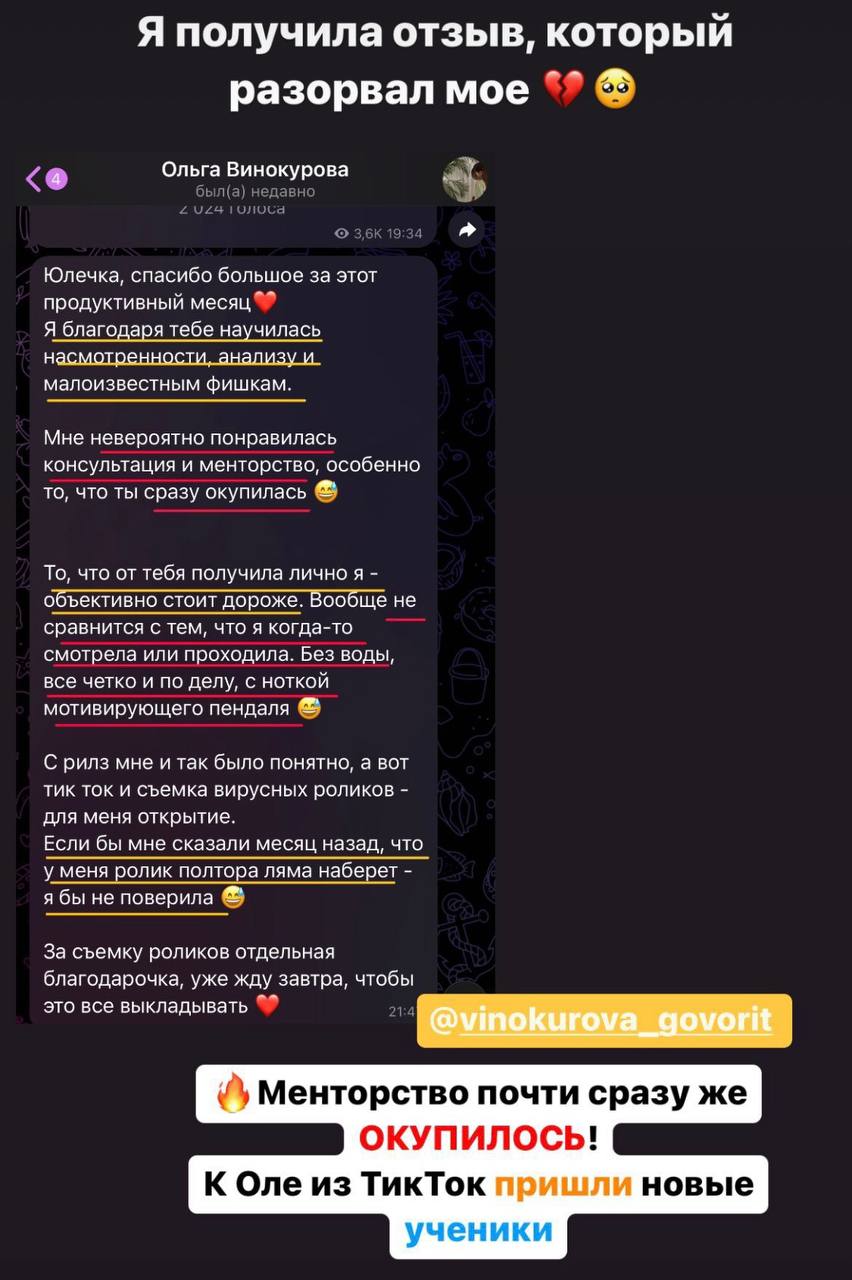 Я получила отзыв, который
разорвал мое 💔🥺
4
Ольга Винокурова
был(а) недавно
2 024 голоса
3,6K 19:34
Юлечка, спасибо большое за этот
продуктивный месяц❤️
Я благодаря тебе научилась
насмотренности, анализу и
малоизвестным фишкам.
Мне невероятно понравилась
консультация и менторство, особенно
то, что ты сразу окупилась 😅
То, что от тебя получила лично я -
объективно стоит дороже. Вообще не
сравнится с тем, что я когда-то
смотрела или проходила. Без воды,
все четко и по делу, с ноткой
мотивирующего пендаля 😅
С рилз мне и так было понятно, а вот
тик ток и съемка вирусных роликов -
для меня открытие.
Если бы мне сказали месяц назад, что
у меня ролик полтора ляма наберет -
я бы не поверила 😅
За съемку роликов отдельная
благодарочка, уже жду завтра, чтобы
это все выкладывать ❤️
@vinokurova_govorit
🔥Менторство почти сразу же
ОКУПИЛОСЬ!
К Оле из ТикТок пришли новые
ученики